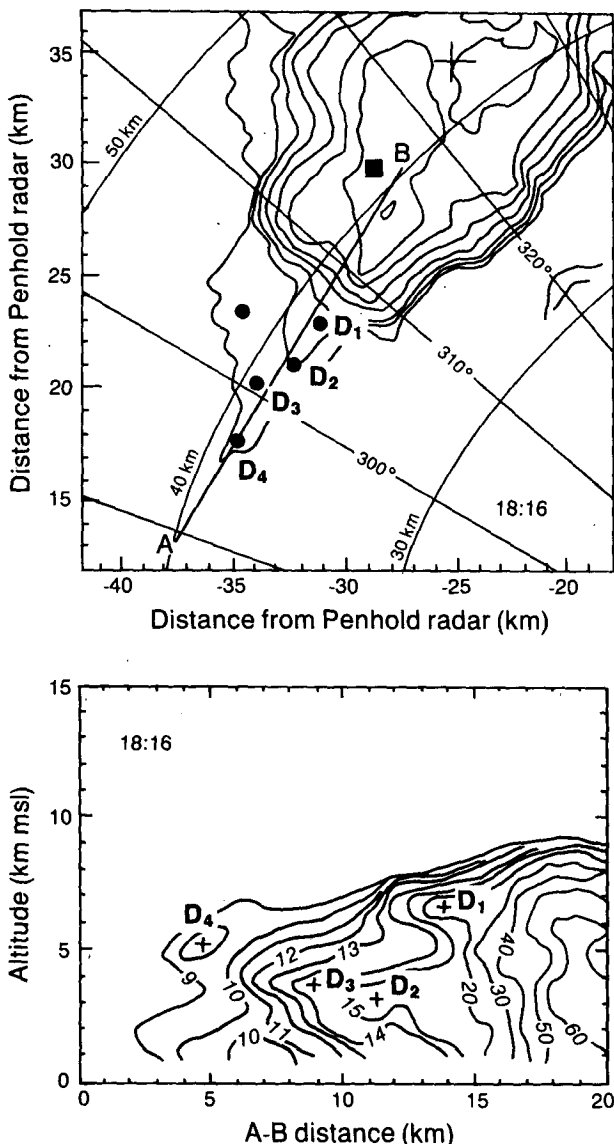 35
30
25
20
15
Distance from Penhold radar (km)
50 km
B
320°
310°
D₁
D₂
D₃
300°
D₄
40 km
30 km
A
18:16
-40 -35 -30 -25 -20
Distance from Penhold radar (km)
15
18:16
10
5
0
Altitude (km msl)
D₁
D₄
12 13 40
9 10 D₃ D₂
15 20 30
10 11 14 50 60
0 5 10 15 20
A-B distance (km)